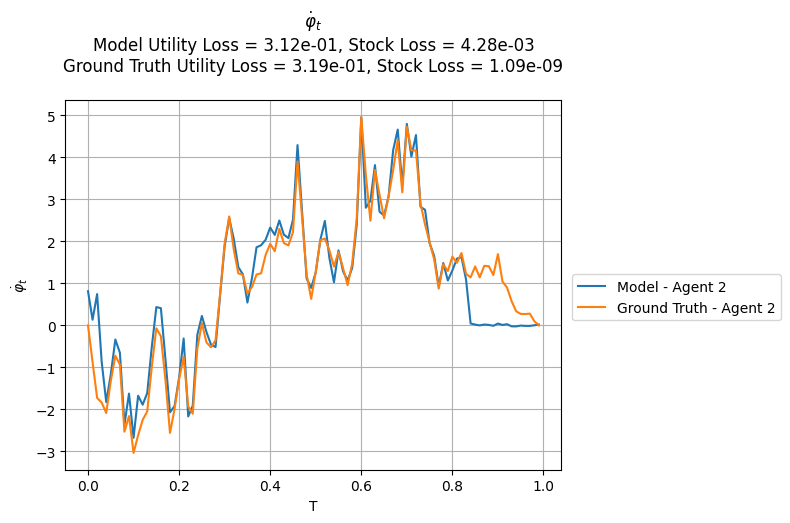 φ̇_t
Model Utility Loss = 3.12e-01, Stock Loss = 4.28e-03
Ground Truth Utility Loss = 3.19e-01, Stock Loss = 1.09e-09
5
4
3
2
1
0
−1
−2
−3
φ̇_t
0.0 0.2 0.4 0.6 0.8 1.0
T
Model - Agent 2
Ground Truth - Agent 2